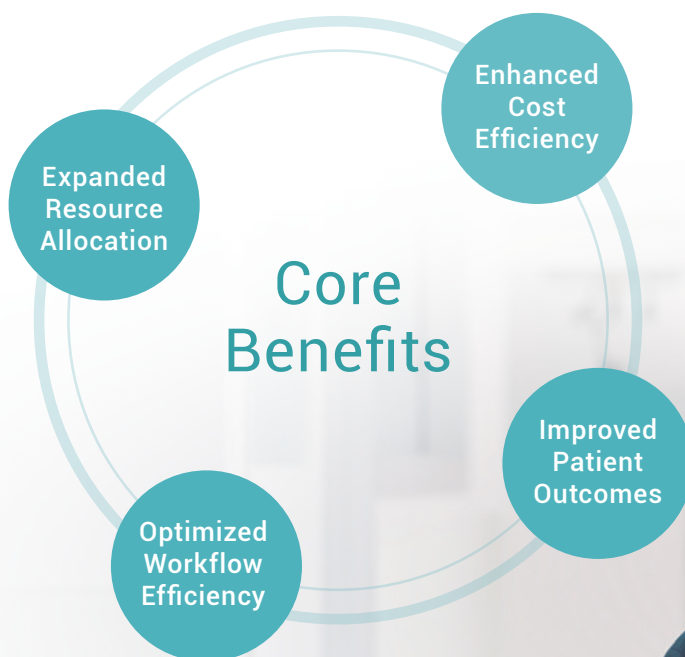 Enhanced
Cost
Efficiency
Expanded
Resource
Allocation
Core
Benefits
Improved
Patient
Outcomes
Optimized
Workflow
Efficiency